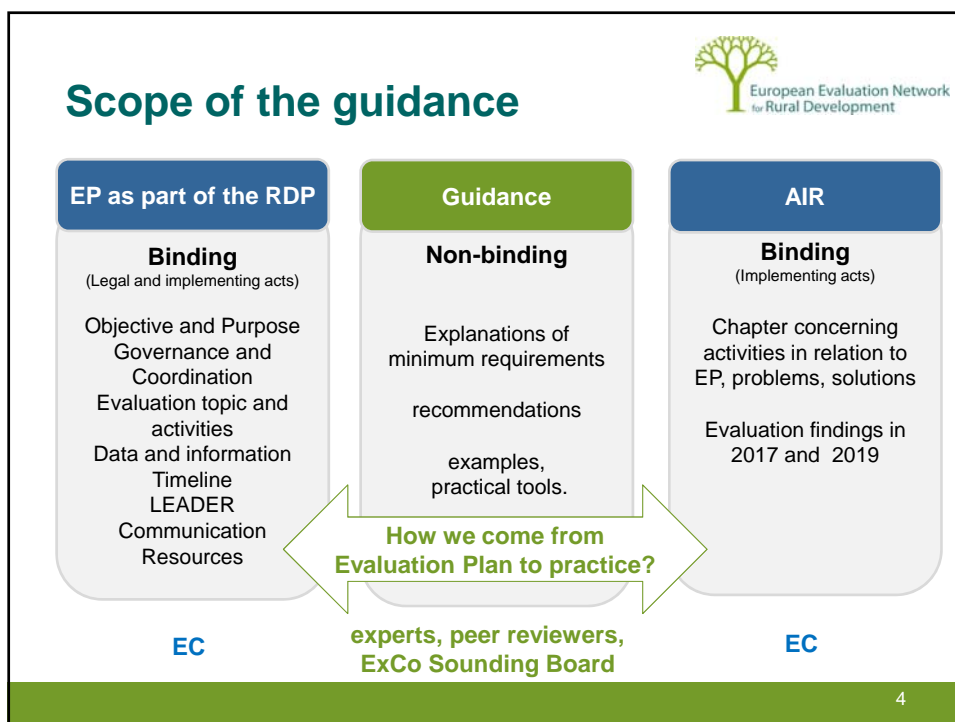 Scope of the guidance
European Evaluation Network
for Rural Development
EP as part of the RDP
Binding
(Legal and implementing acts)
Objective and Purpose
Governance and
Coordination
Evaluation topic and
activities
Data and information
Timeline
LEADER
Communication
Resources
EC
Guidance
Non-binding
Explanations of
minimum requirements
recommendations
examples,
practical tools.
How we come from
Evaluation Plan to practice?
experts, peer reviewers,
ExCo Sounding Board
AIR
Binding
(Implementing acts)
Chapter concerning
activities in relation to
EP, problems, solutions
Evaluation findings in
2017 and 2019
EC
4